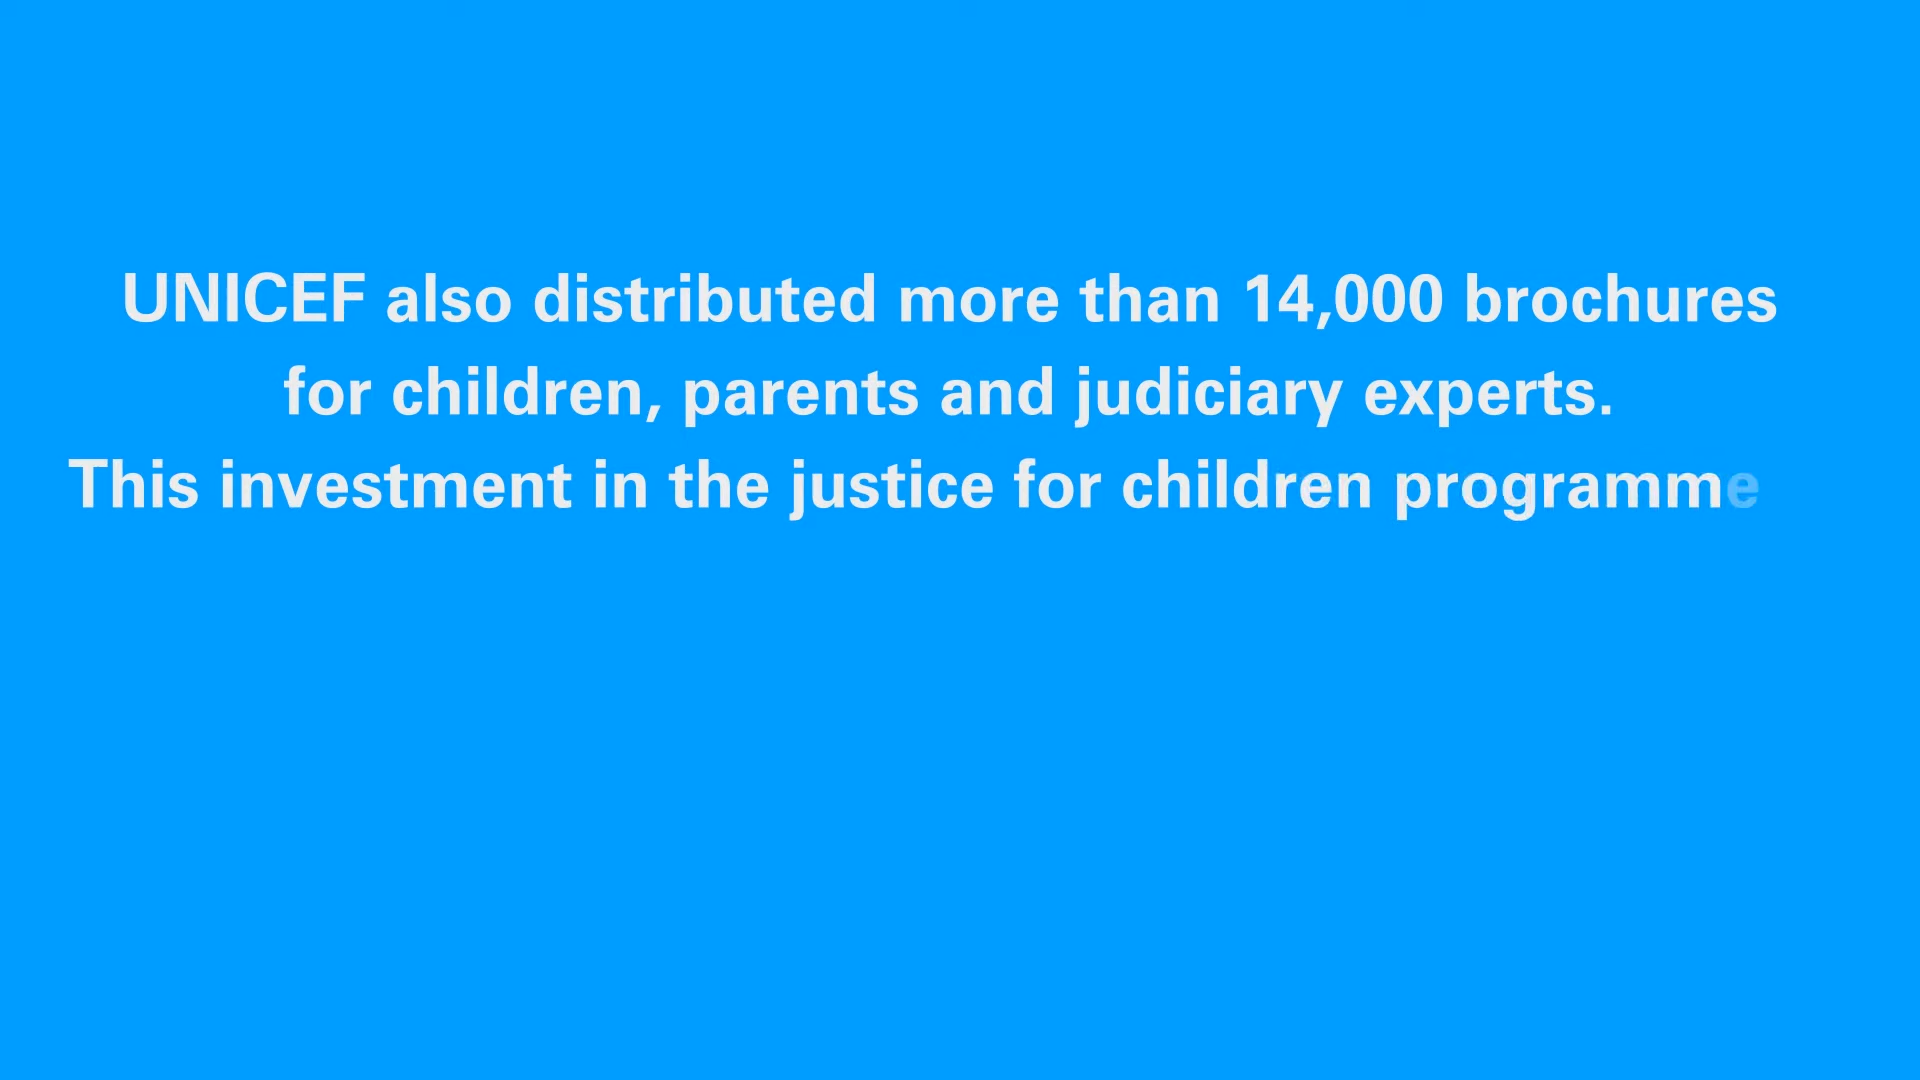 UNICEF also distributed more than 14,000 brochures
for children, parents and judiciary experts.
This investment in the justice for children programme